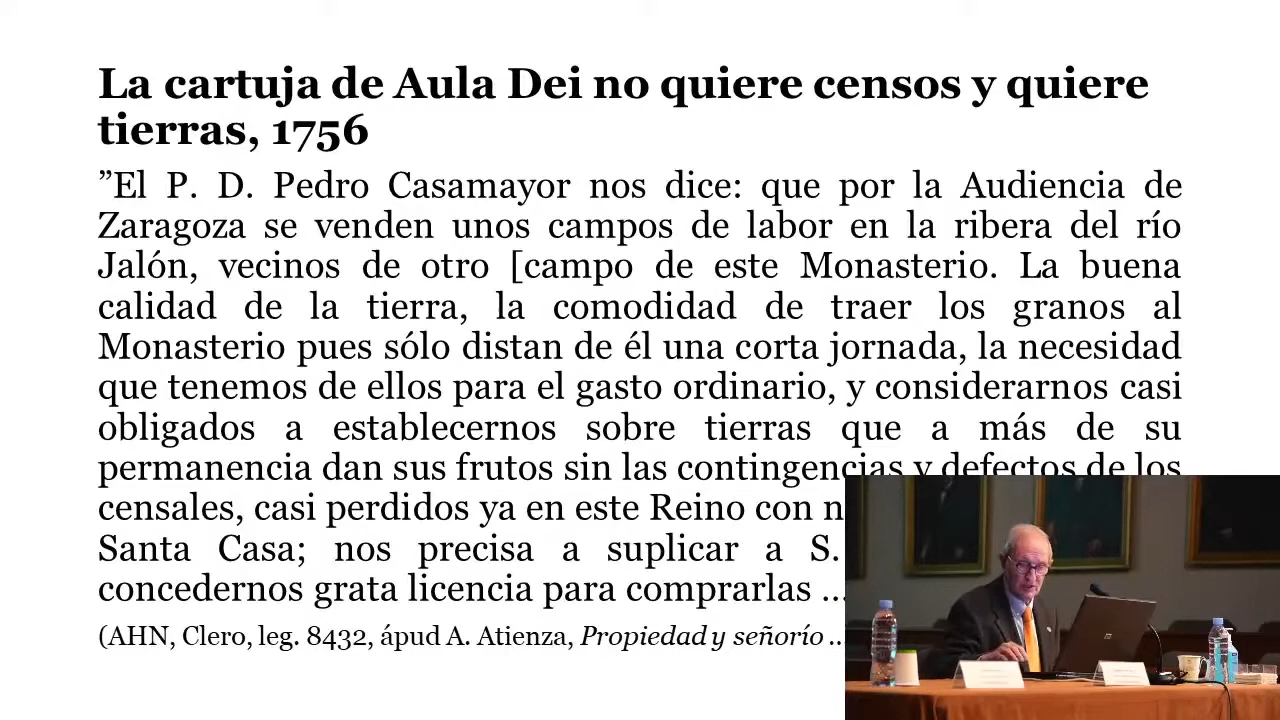 La cartuja de Aula Dei no quiere censos y quiere
tierras, 1756
”El P. D. Pedro Casamayor nos dice: que por la Audiencia de
Zaragoza se venden unos campos de labor en la ribera del río
Jalón, vecinos de otro [campo de este Monasterio. La buena
calidad de la tierra, la comodidad de traer los granos al
Monasterio pues sólo distan de él una corta jornada, la necesidad
que tenemos de ellos para el gasto ordinario, y considerarnos casi
obligados a establecernos sobre tierras que a más de su
permanencia dan sus frutos sin las contingencias y defectos de los
censales, casi perdidos ya en este Reino con
Santa Casa; nos precisa a suplicar a S.
concedernos grata licencia para comprarlas ...
(AHN, Clero, leg. 8432, ápud A. Atienza, Propiedad y señorío ...